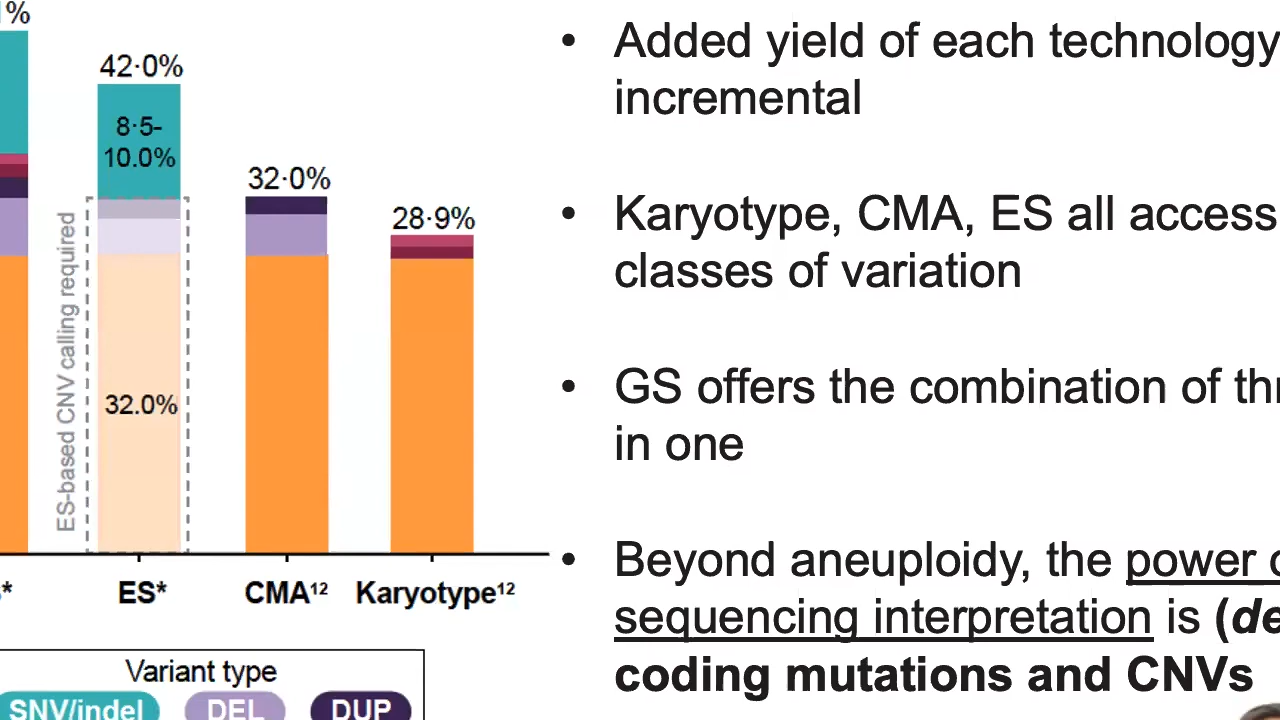 1%
42·0%
8·5-
10.0%
32·0%
28·9%
ES-based CNV calling required
32.0%
ES*
CMA¹²
Karyotype¹²
Variant type
SNV/indel
DEL
DUP
• Added yield of each technology
incremental
• Karyotype, CMA, ES all access
classes of variation
• GS offers the combination of
in one
• Beyond aneuploidy, the power
sequencing interpretation is
coding mutations and CNVs